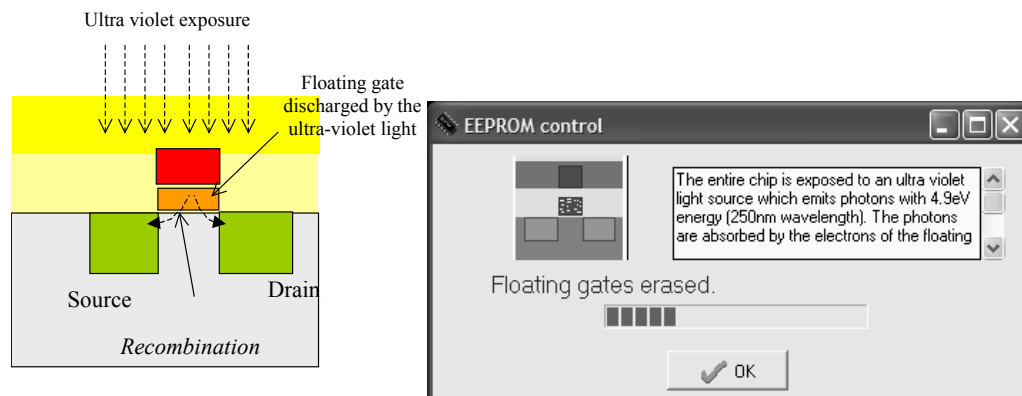 Ultra violet exposure
Floating gate
discharged by the
ultra-violet light
Source
Drain
Recombination
EEPROM control
The entire chip is exposed to an ultra violet
light source which emits photons with 4.9eV
energy (250nm wavelength). The photons
are absorbed by the electrons of the floating
Floating gates erased.
OK